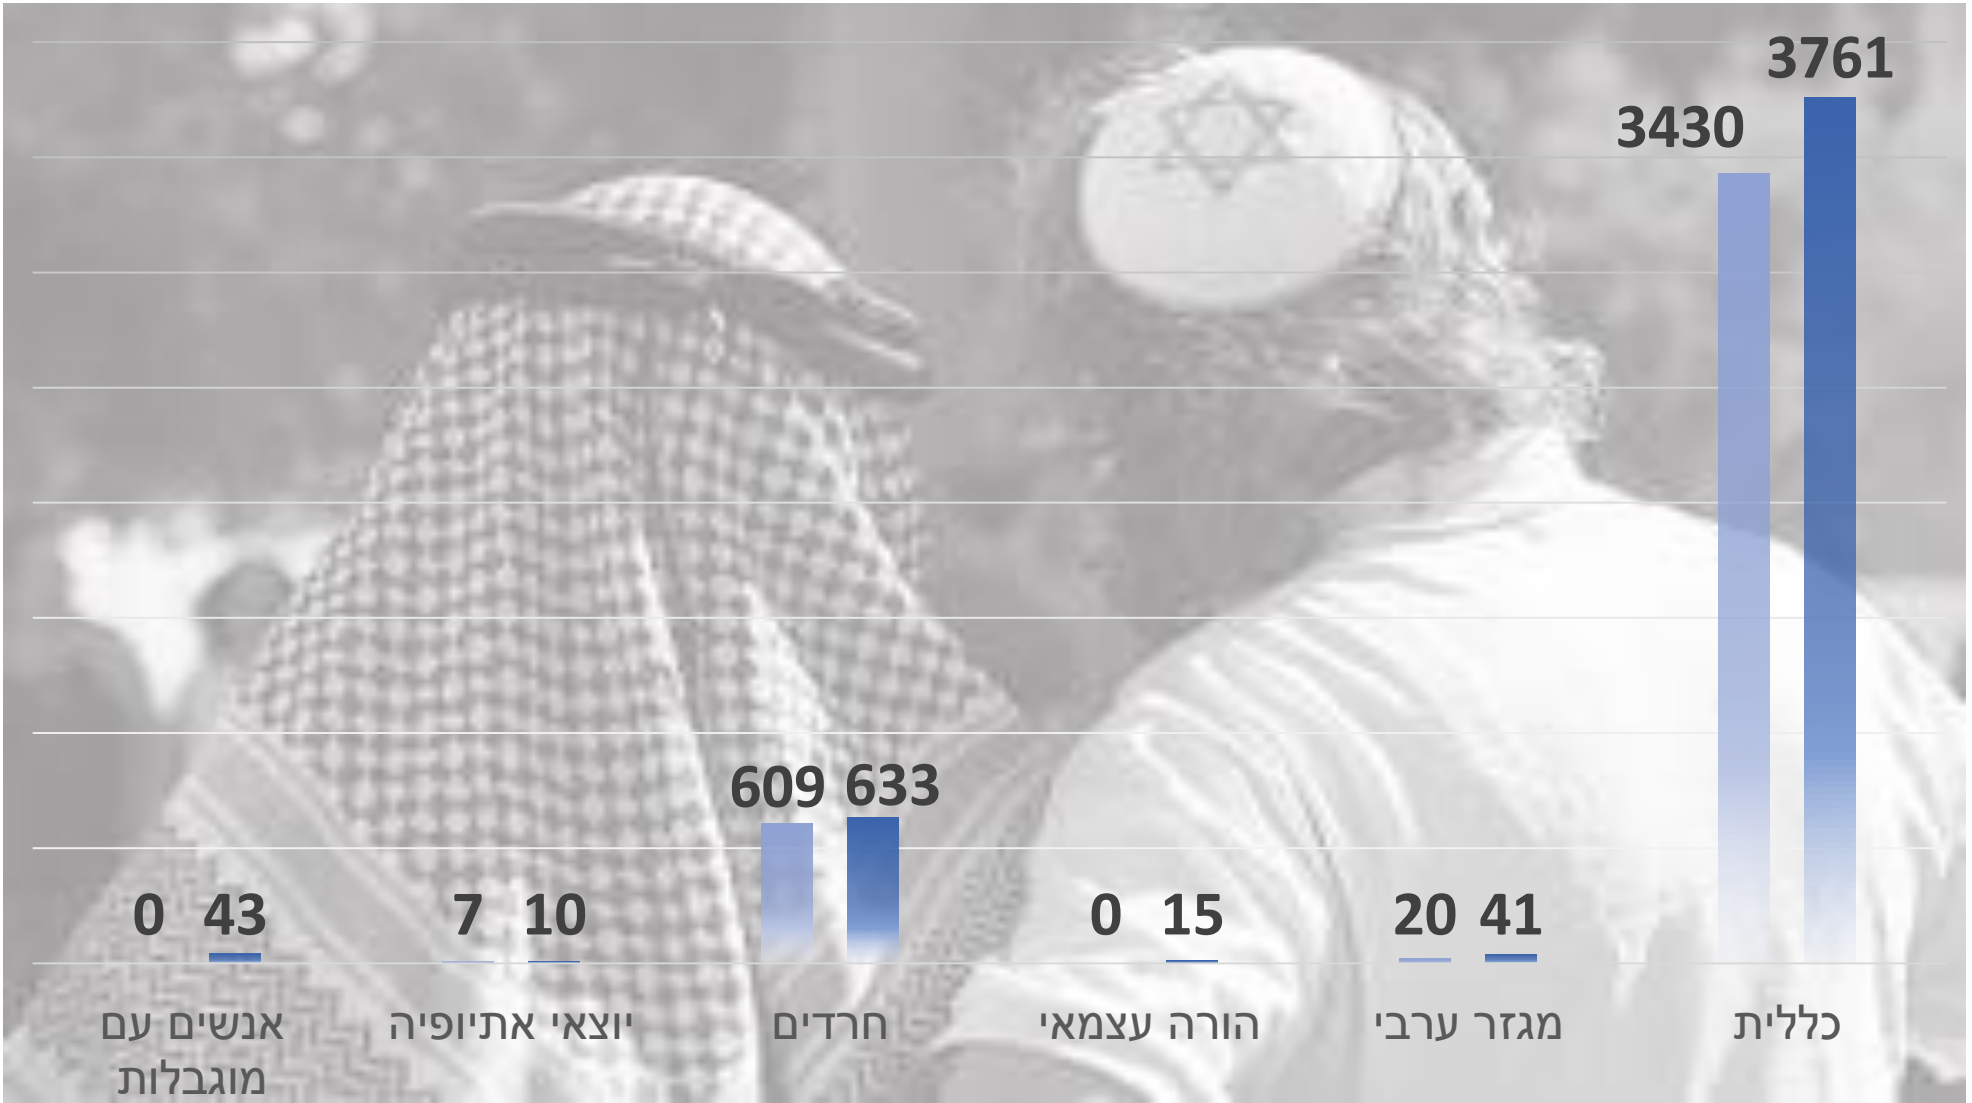 3761
3430
633
609
41
20
15
0
10
7
43
0
כללית
מגזר ערבי
הורה עצמאי
חרדים
יוצאי אתיופיה
אנשים עם
מוגבלות